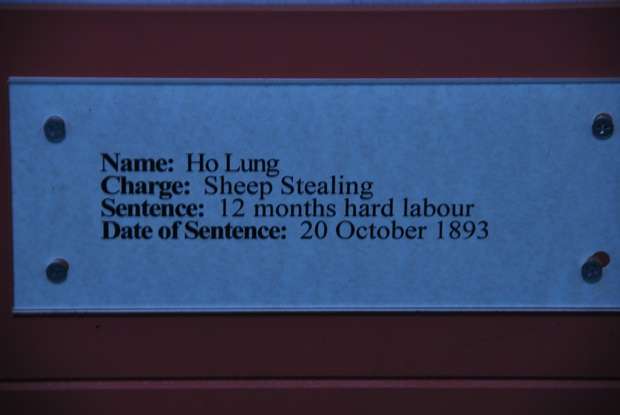 Name: Ho Lung
Charge: Sheep Stealing
Sentence: 12 months hard labour
Date of Sentence: 20 October 1893